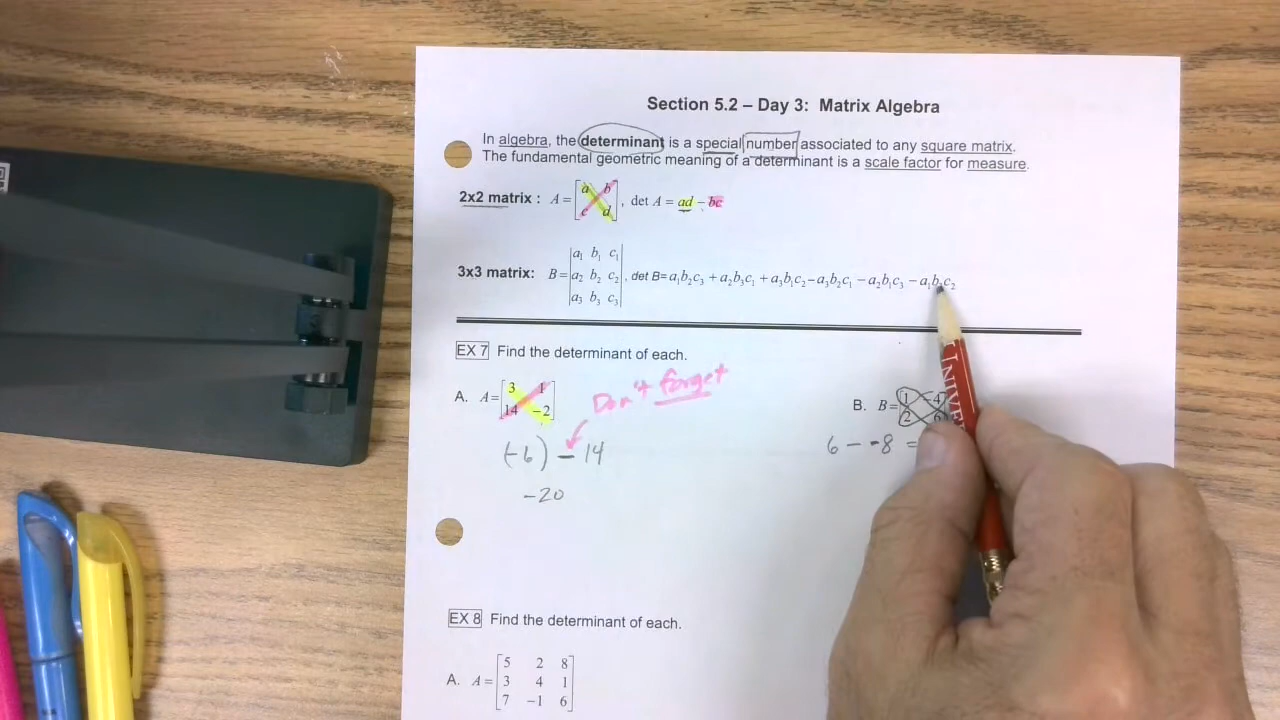 Section 5.2 – Day 3:  Matrix Algebra
In algebra, the determinant is a special number associated to any square matrix.
The fundamental geometric meaning of a determinant is a scale factor for measure.
2x2 matrix : A = [a b
c d], det A = ad – bc
3x3 matrix: B = |a₁ b₁ c₁|
|a₂ b₂ c₂|, det B= a₁b₂c₃ + a₂b₃c₁ + a₃b₁c₂ – a₃b₂c₁ – a₂b₁c₃ – a₁b₃c₂
|a₃ b₃ c₃|
EX 7 Find the determinant of each.
A. A = [3 1
14 –2]
Don't forget
(-6) – 14
-20
B. B = [1 –4
2 6
6 - -8 =
EX 8 Find the determinant of each.
A. A = [5 2 8
3 4 1
7 –1 6]